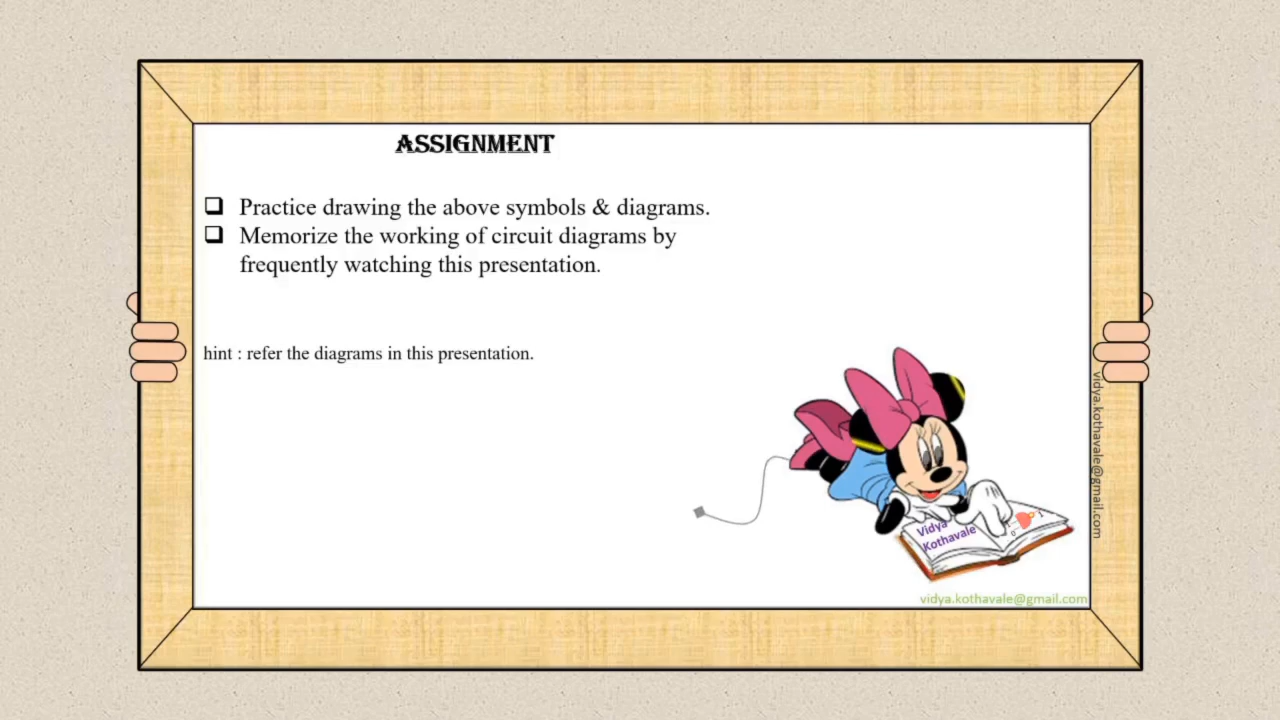 ASSIGNMENT
❑ Practice drawing the above symbols & diagrams.
❑ Memorize the working of circuit diagrams by
frequently watching this presentation.
hint : refer the diagrams in this presentation.
vidya.kothavale@gmail.com
Vidya
Kothavale
vidya.kothavale@gmail.com